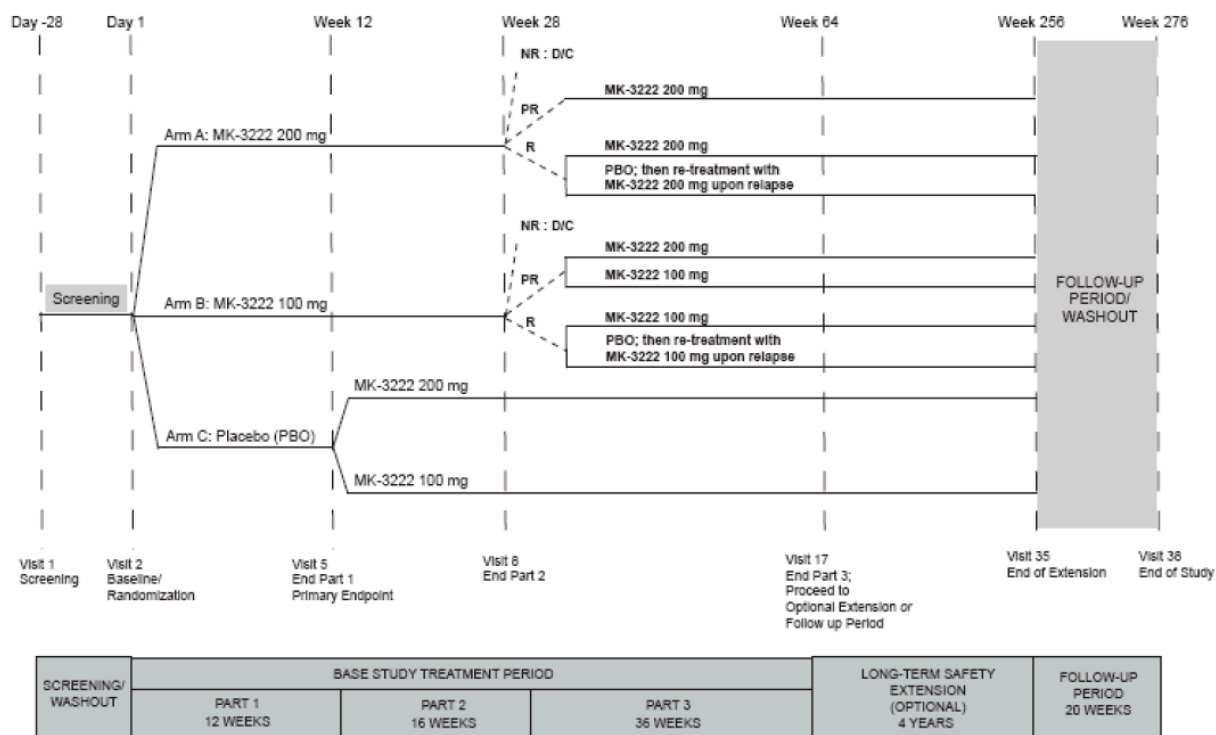 Day -28 Day 1 Week 12 Week 28 Week 64 Week 256 Week 276
NR : D/C
MK-3222 200 mg
PR
Arm A: MK-3222 200 mg
R
MK-3222 200 mg
PBO; then re-treatment with
MK-3222 200 mg upon relapse
NR : D/C
MK-3222 200 mg
PR
MK-3222 100 mg
Screening
Arm B: MK-3222 100 mg
R
MK-3222 100 mg
PBO; then re-treatment with
MK-3222 100 mg upon relapse
FOLLOW-UP
PERIOD/
WASHOUT
MK-3222 200 mg
Arm C: Placebo (PBO)
MK-3222 100 mg
Visit 1
Screening
Visit 2
Baseline/
Randomization
Visit 5
End Part 1
Primary Endpoint
Visit 8
End Part 2
Visit 17
End Part 3;
Proceed to
Optional Extension or
Follow up Period
Visit 35
End of Extension
Visit 38
End of Study
SCREENING/
WASHOUT
BASE STUDY TREATMENT PERIOD
PART 1
12 WEEKS
PART 2
16 WEEKS
PART 3
36 WEEKS
LONG-TERM SAFETY
EXTENSION
(OPTIONAL)
4 YEARS
FOLLOW-UP
PERIOD
20 WEEKS